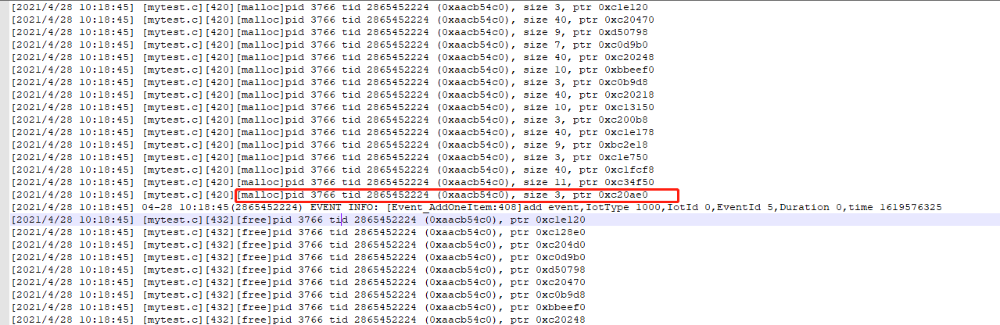 [2021/4/28 10:18:45] [mytest.c][420][malloc]pid 3766 tid 2865452224 (0xaacb54c0), size 3, ptr 0xc1e120
[2021/4/28 10:18:45] [mytest.c][420][malloc]pid 3766 tid 2865452224 (0xaacb54c0), size 40, ptr 0xc20470
[2021/4/28 10:18:45] [mytest.c][420][malloc]pid 3766 tid 2865452224 (0xaacb54c0), size 9, ptr 0xd50798
[2021/4/28 10:18:45] [mytest.c][420][malloc]pid 3766 tid 2865452224 (0xaacb54c0), size 7, ptr 0xc0d9b0
[2021/4/28 10:18:45] [mytest.c][420][malloc]pid 3766 tid 2865452224 (0xaacb54c0), size 40, ptr 0xc20248
[2021/4/28 10:18:45] [mytest.c][420][malloc]pid 3766 tid 2865452224 (0xaacb54c0), size 10, ptr 0xbbeef0
[2021/4/28 10:18:45] [mytest.c][420][malloc]pid 3766 tid 2865452224 (0xaacb54c0), size 3, ptr 0xc0b9d8
[2021/4/28 10:18:45] [mytest.c][420][malloc]pid 3766 tid 2865452224 (0xaacb54c0), size 40, ptr 0xc20218
[2021/4/28 10:18:45] [mytest.c][420][malloc]pid 3766 tid 2865452224 (0xaacb54c0), size 10, ptr 0xc13150
[2021/4/28 10:18:45] [mytest.c][420][malloc]pid 3766 tid 2865452224 (0xaacb54c0), size 3, ptr 0xc200b8
[2021/4/28 10:18:45] [mytest.c][420][malloc]pid 3766 tid 2865452224 (0xaacb54c0), size 40, ptr 0xc1e178
[2021/4/28 10:18:45] [mytest.c][420][malloc]pid 3766 tid 2865452224 (0xaacb54c0), size 9, ptr 0xbc2e18
[2021/4/28 10:18:45] [mytest.c][420][malloc]pid 3766 tid 2865452224 (0xaacb54c0), size 3, ptr 0xc1e750
[2021/4/28 10:18:45] [mytest.c][420][malloc]pid 3766 tid 2865452224 (0xaacb54c0), size 40, ptr 0xc1fcf8
[2021/4/28 10:18:45] [mytest.c][420][malloc]pid 3766 tid 2865452224 (0xaacb54c0), size 11, ptr 0xc34f50
[2021/4/28 10:18:45] [mytest.c][420][malloc]pid 3766 tid 2865452224 (0xaacb54c0), size 3, ptr 0xc20ae0
[2021/4/28 10:18:45] 04-28 10:18:45(2865452224) EVENT INFO: [Event_AddOneItem:408]add event,IotType 1000,IotId 0,EventId 5,Duration 0,time 1619576325
[2021/4/28 10:18:45] [mytest.c][432][free]pid 3766 tid 2865452224 (0xaacb54c0), ptr 0xc1e120
[2021/4/28 10:18:45] [mytest.c][432][free]pid 3766 tid 2865452224 (0xaacb54c0), ptr 0xc128e0
[2021/4/28 10:18:45] [mytest.c][432][free]pid 3766 tid 2865452224 (0xaacb54c0), ptr 0xc204d0
[2021/4/28 10:18:45] [mytest.c][432][free]pid 3766 tid 2865452224 (0xaacb54c0), ptr 0xc0d9b0
[2021/4/28 10:18:45] [mytest.c][432][free]pid 3766 tid 2865452224 (0xaacb54c0), ptr 0xd50798
[2021/4/28 10:18:45] [mytest.c][432][free]pid 3766 tid 2865452224 (0xaacb54c0), ptr 0xc20470
[2021/4/28 10:18:45] [mytest.c][432][free]pid 3766 tid 2865452224 (0xaacb54c0), ptr 0xc0b9d8
[2021/4/28 10:18:45] [mytest.c][432][free]pid 3766 tid 2865452224 (0xaacb54c0), ptr 0xbbeef0
[2021/4/28 10:18:45] [mytest.c][432][free]pid 3766 tid 2865452224 (0xaacb54c0), ptr 0xc20248